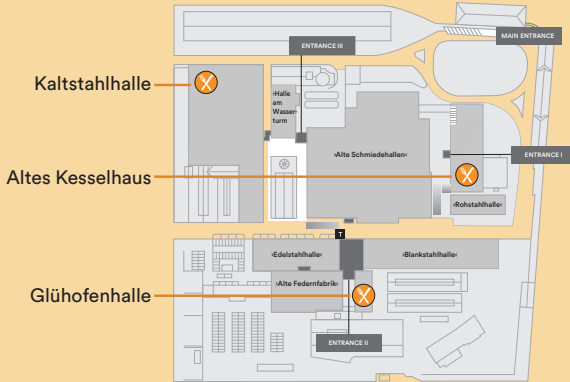 MAIN ENTRANCE
ENTRANCE III
Kaltstahlhalle
›Halle
am
Wasser-
turm
›Alte Schmiedehallen‹
ENTRANCE I
Altes Kesselhaus
›Rohstahlhalle‹
T
›Edelstahlhalle‹
›Blankstahlhalle‹
›Alte Federnfabrik‹
Glühofenhalle
ENTRANCE II